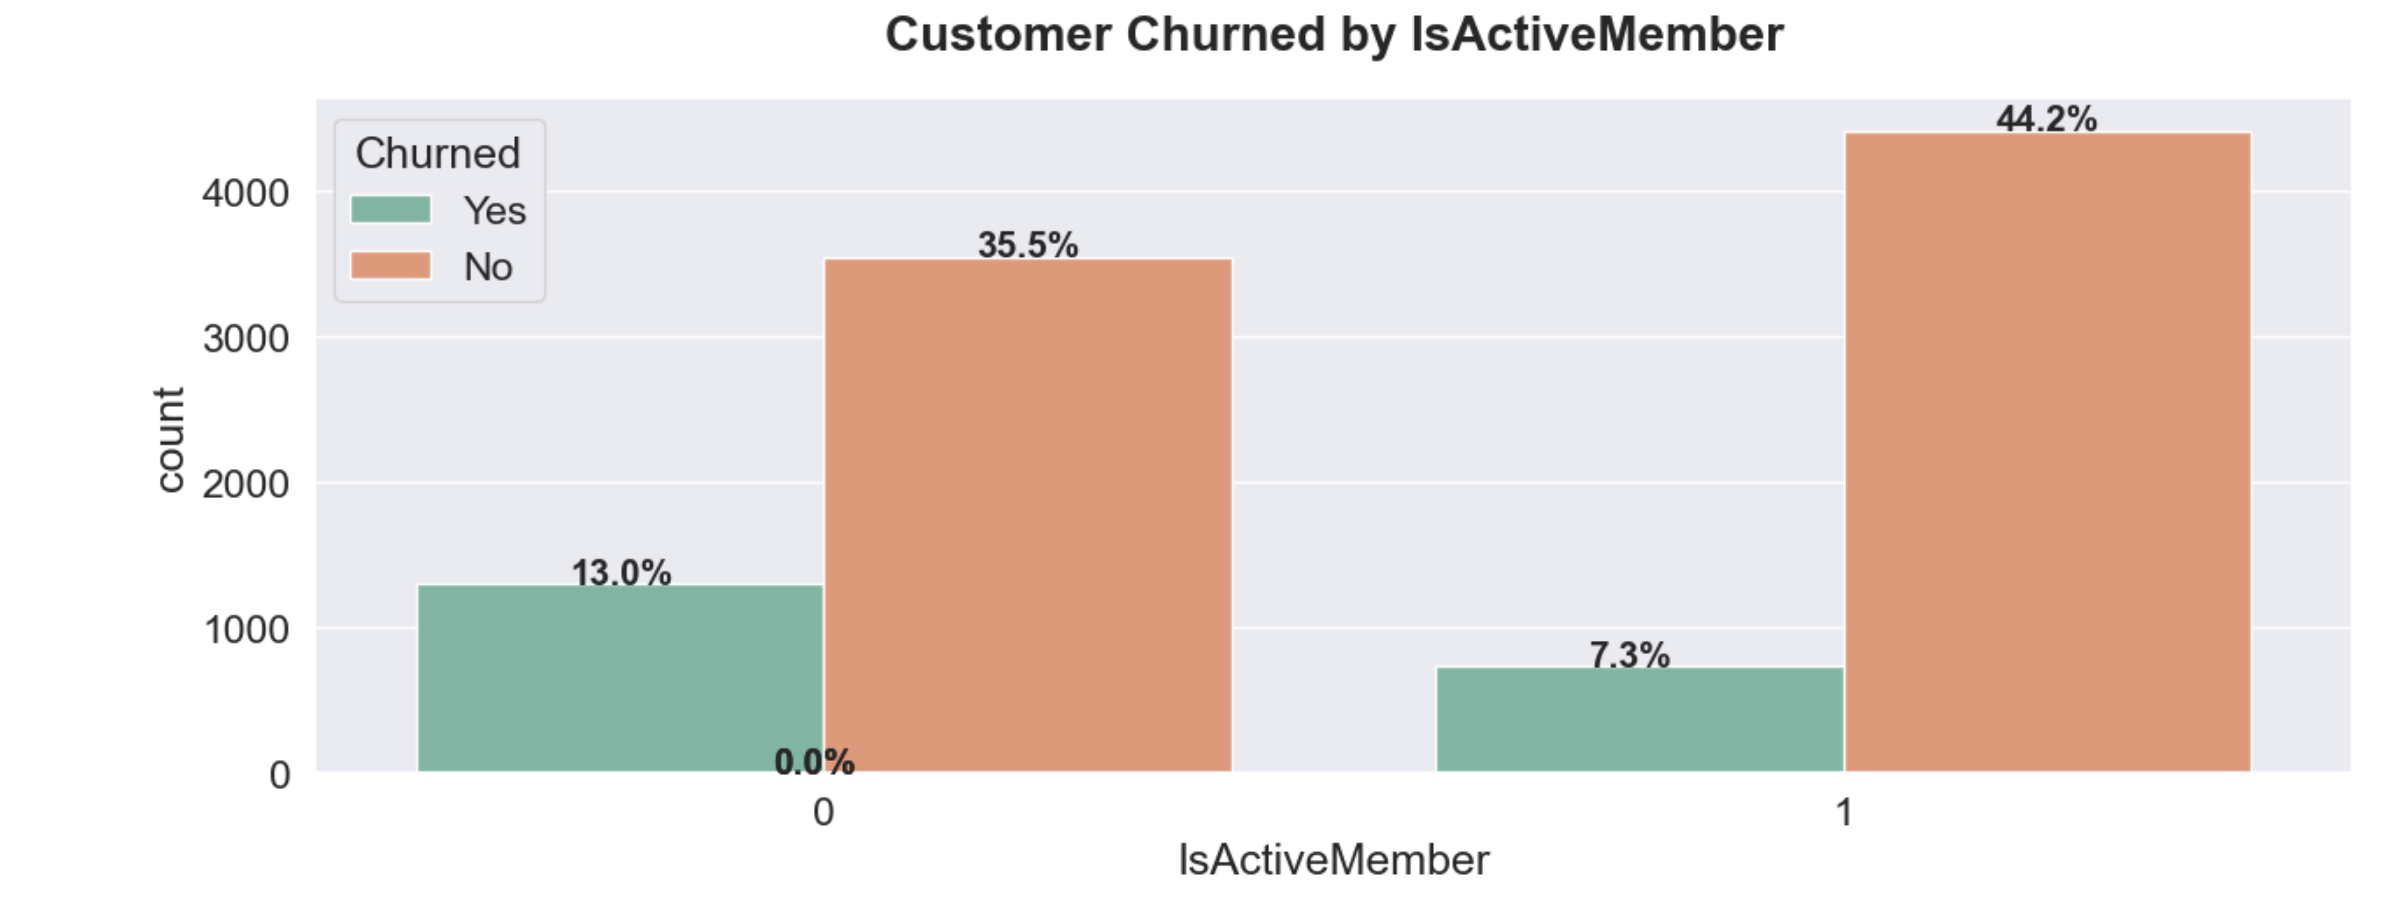 Customer Churned by IsActiveMember
Churned
Yes
No
44.2%
35.5%
13.0%
7.3%
0.0%
4000
3000
2000
1000
0
count
0
1
IsActiveMember